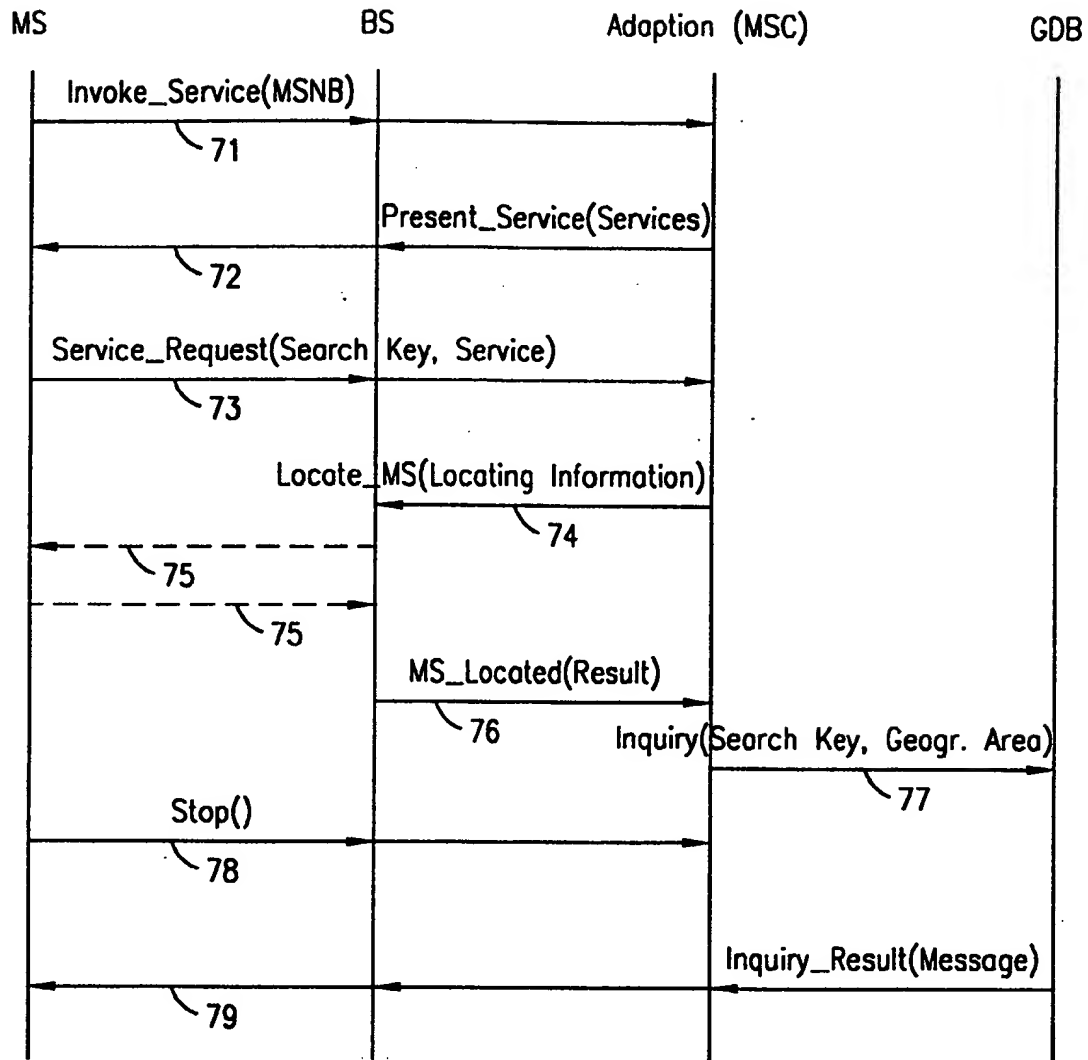 MS BS Adaption (MSC) GDB
Invoke_Service(MSNB)
71
Present_Service(Services)
72
Service_Request(Search Key, Service)
73
Locate_MS(Locating Information)
74
75
75
MS_Located(Result)
76
Inquiry(Search Key, Geogr. Area)
77
Stop()
78
Inquiry_Result(Message)
79